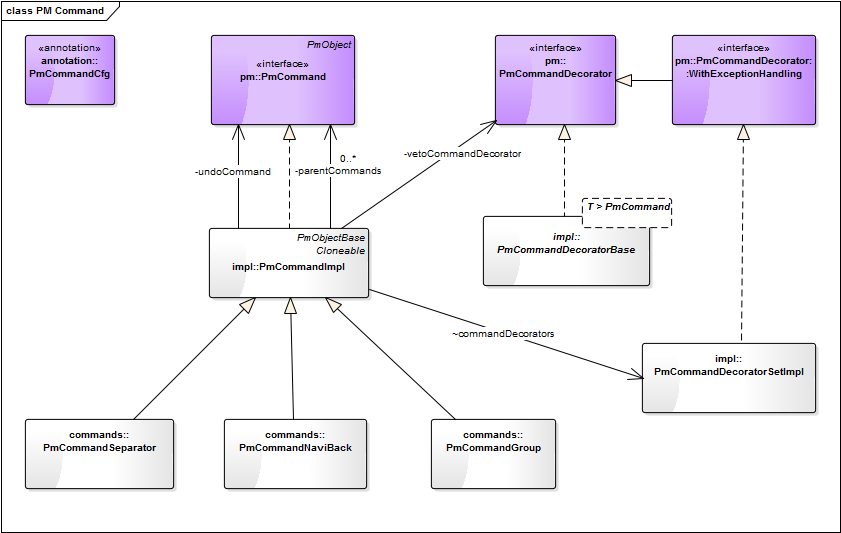 class PM Command
«annotation»
annotation::
PmCommandCfg
PmObject
«interface»
pm::PmCommand
«interface»
pm::
PmCommandDecorator
«interface»
pm::PmCommandDecorator:
:WithExceptionHandling
-undoCommand
0..*
-parentCommands
-vetoCommandDecorator
T > PmCommand
impl::
PmCommandDecoratorBase
PmObjectBase
Cloneable
impl::PmCommandImpl
~commandDecorators
impl::
PmCommandDecoratorSetImpl
commands::
PmCommandSeparator
commands::
PmCommandNaviBack
commands::
PmCommandGroup